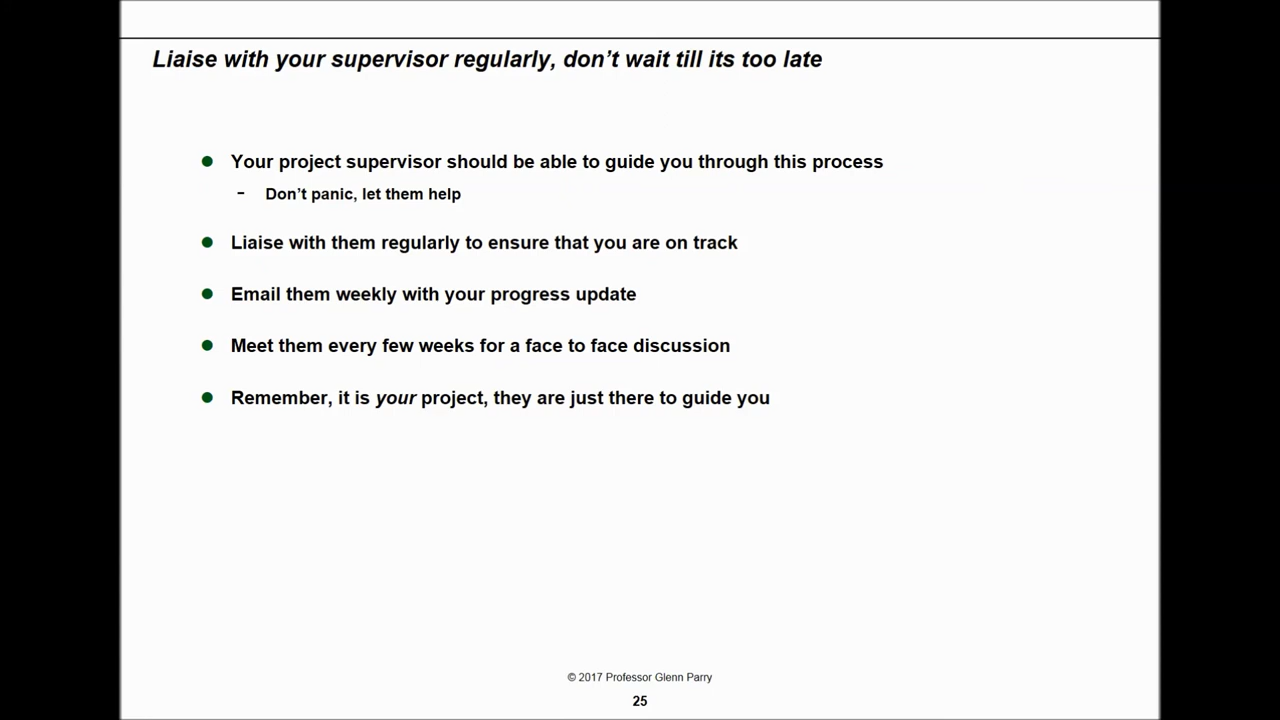 Liaise with your supervisor regularly, don’t wait till its too late
● Your project supervisor should be able to guide you through this process
- Don’t panic, let them help
● Liaise with them regularly to ensure that you are on track
● Email them weekly with your progress update
● Meet them every few weeks for a face to face discussion
● Remember, it is your project, they are just there to guide you
© 2017 Professor Glenn Parry
25